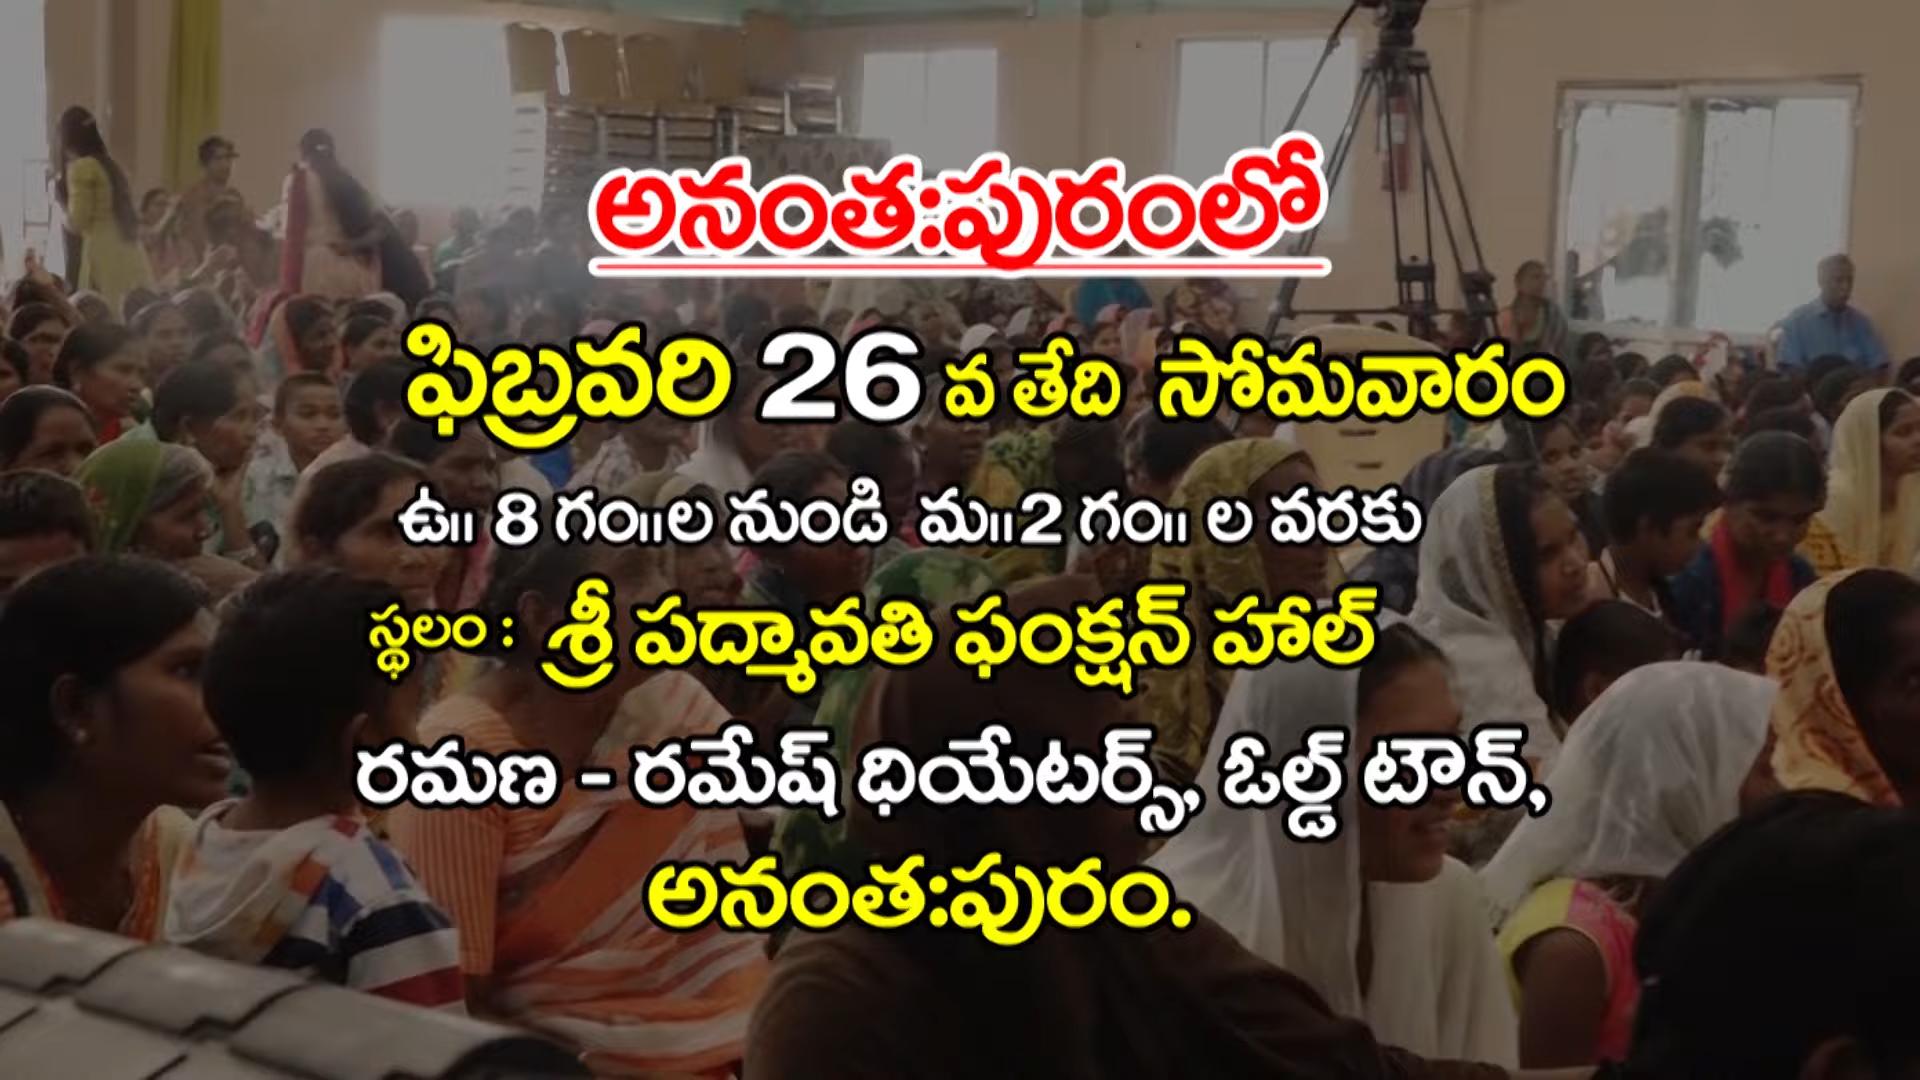 అనంత:పురంలో
ఫిబ్రవరి 26 వ తేది సోమవారం
ఉ॥ 8 గం॥ల నుండి మ॥2 గం॥ ల వరకు
స్థలం : శ్రీ పద్మావతి ఫంక్షన్ హాల్
రమణ - రమేష్ ధియేటర్స్, ఓల్డ్ టౌన్,
అనంత:పురం.